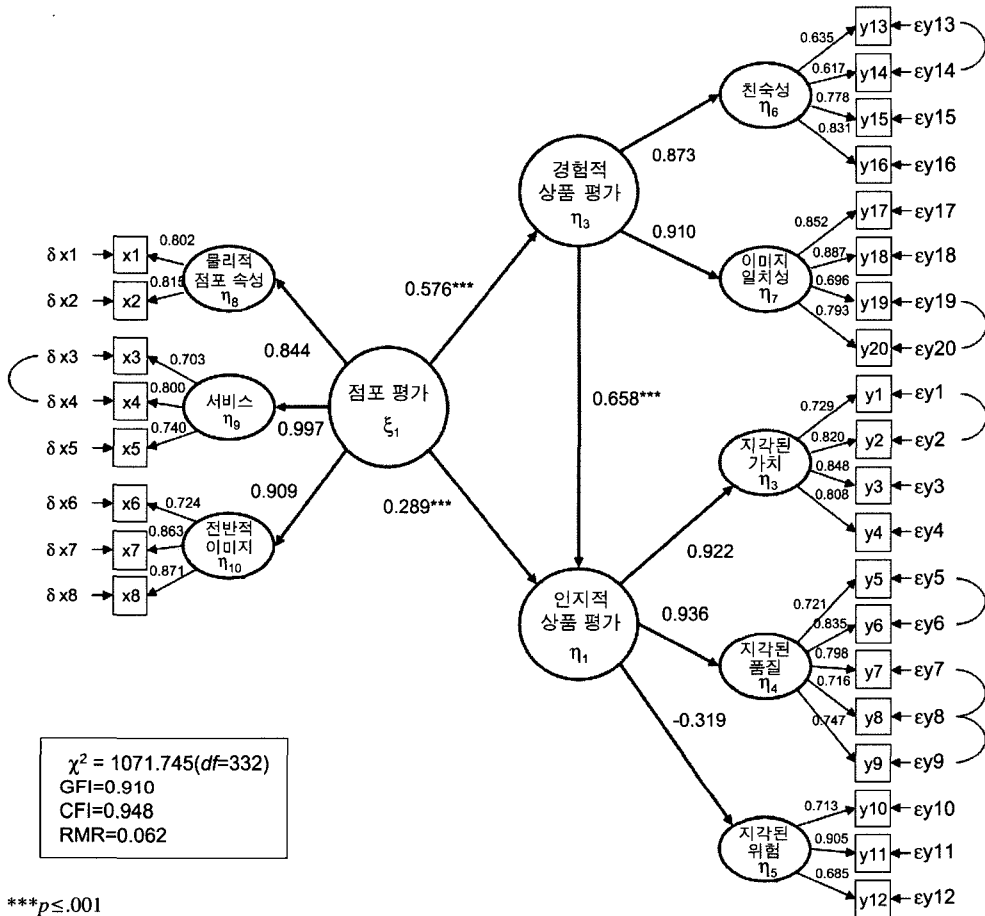 δ x1
x1
0.802
δ x2
x2
0.815
물리적
점포 속성
η8
0.844
δ x3
x3
0.703
δ x4
x4
0.800
δ x5
x5
0.740
서비스
η9
0.997
δ x6
x6
0.724
δ x7
x7
0.863
δ x8
x8
0.871
전반적
이미지
η10
0.909
점포 평가
ξ1
0.576***
0.289***
경험적
상품 평가
η3
0.873
0.910
0.658***
인지적
상품 평가
η1
0.922
0.936
-0.319
친숙성
η6
0.635
y13
εy13
0.617
y14
εy14
0.778
y15
εy15
0.831
y16
εy16
이미지
일치성
η7
0.852
y17
εy17
0.887
y18
εy18
0.696
y19
εy19
0.793
y20
εy20
지각된
가치
η3
0.729
y1
εy1
0.820
y2
εy2
0.848
y3
εy3
0.808
y4
εy4
지각된
품질
η4
0.721
y5
εy5
0.835
y6
εy6
0.798
y7
εy7
0.716
y8
εy8
0.747
y9
εy9
지각된
위험
η5
0.713
y10
εy10
0.905
y11
εy11
0.685
y12
εy12
χ² = 1071.745(df=332)
GFI=0.910
CFI=0.948
RMR=0.062
***p≤.001